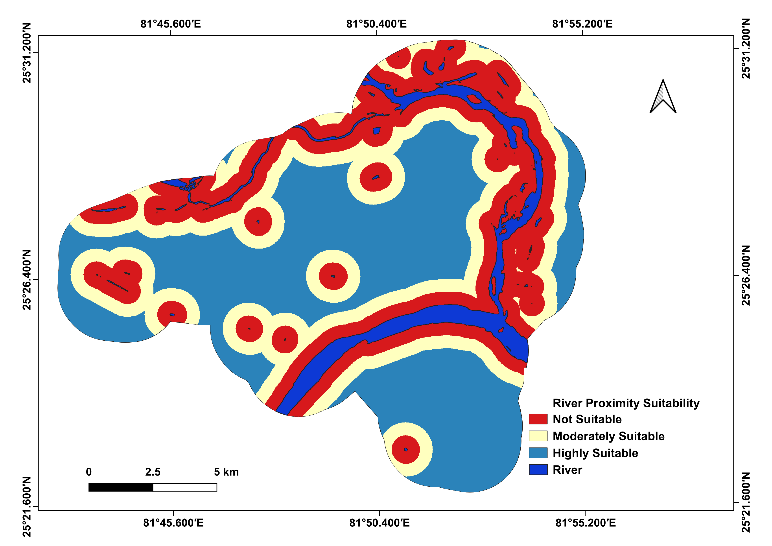 81°45.600'E 81°50.400'E 81°55.200'E
25°31.200'N 25°31.200'N
25°26.400'N 25°26.400'N
River Proximity Suitability
Not Suitable
Moderately Suitable
Highly Suitable
River
0 2.5 5 km
25°21.600'N 25°21.600'N
81°45.600'E 81°50.400'E 81°55.200'E